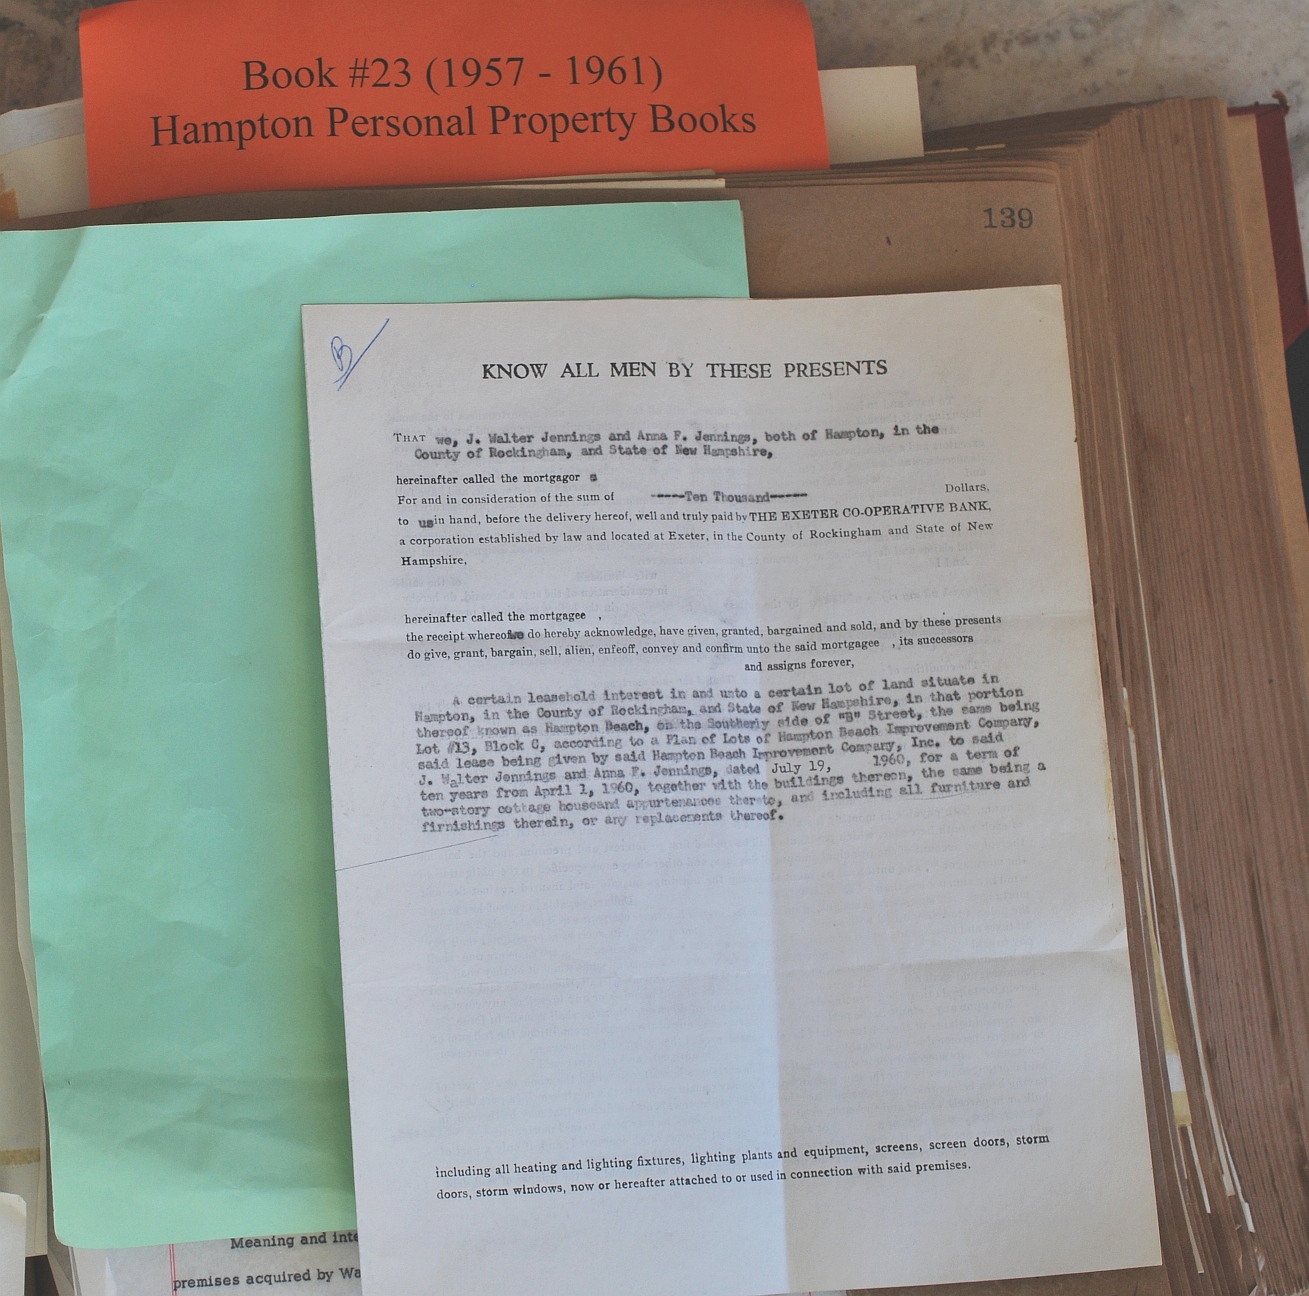 Book #23 (1957 - 1961)
Hampton Personal Property Books
139
B
KNOW ALL MEN BY THESE PRESENTS
THAT we, J. Walter Jennings and Anna F. Jennings, both of Hampton, in the
County of Rockingham, and State of New Hampshire,
hereinafter called the mortgagor s
For and in consideration of the sum of -----Ten Thousand----- Dollars,
to us in hand, before the delivery hereof, well and truly paid by THE EXETER CO-OPERATIVE BANK,
a corporation established by law and located at Exeter, in the County of Rockingham and State of New
Hampshire,
hereinafter called the mortgagee ,
the receipt whereof we do hereby acknowledge, have given, granted, bargained and sold, and by these presents
do give, grant, bargain, sell, alien, enfeoff, convey and confirm unto the said mortgagee , its successors
and assigns forever,
A certain leasehold interest in and unto a certain lot of land situate in
Hampton, in the County of Rockingham, and State of New Hampshire, in that portion
thereof known as Hampton Beach, on the Southerly side of "B" Street, the same being
Lot #13, Block C, according to a Plan of Lots of Hampton Beach Improvement Company,
said lease being given by said Hampton Beach Improvement Company, Inc. to said
J. Walter Jennings and Anna F. Jennings, dated July 19, 1960, for a term of
ten years from April 1, 1960, together with the buildings thereon, the same being a
two-story cottage houseand appurtenances thereto, and including all furniture and
firnishings therein, or any replacements thereof.
including all heating and lighting fixtures, lighting plants and equipment, screens, screen doors, storm
doors, storm windows, now or hereafter attached to or used in connection with said premises.
Meaning and inte
premises acquired by Wa